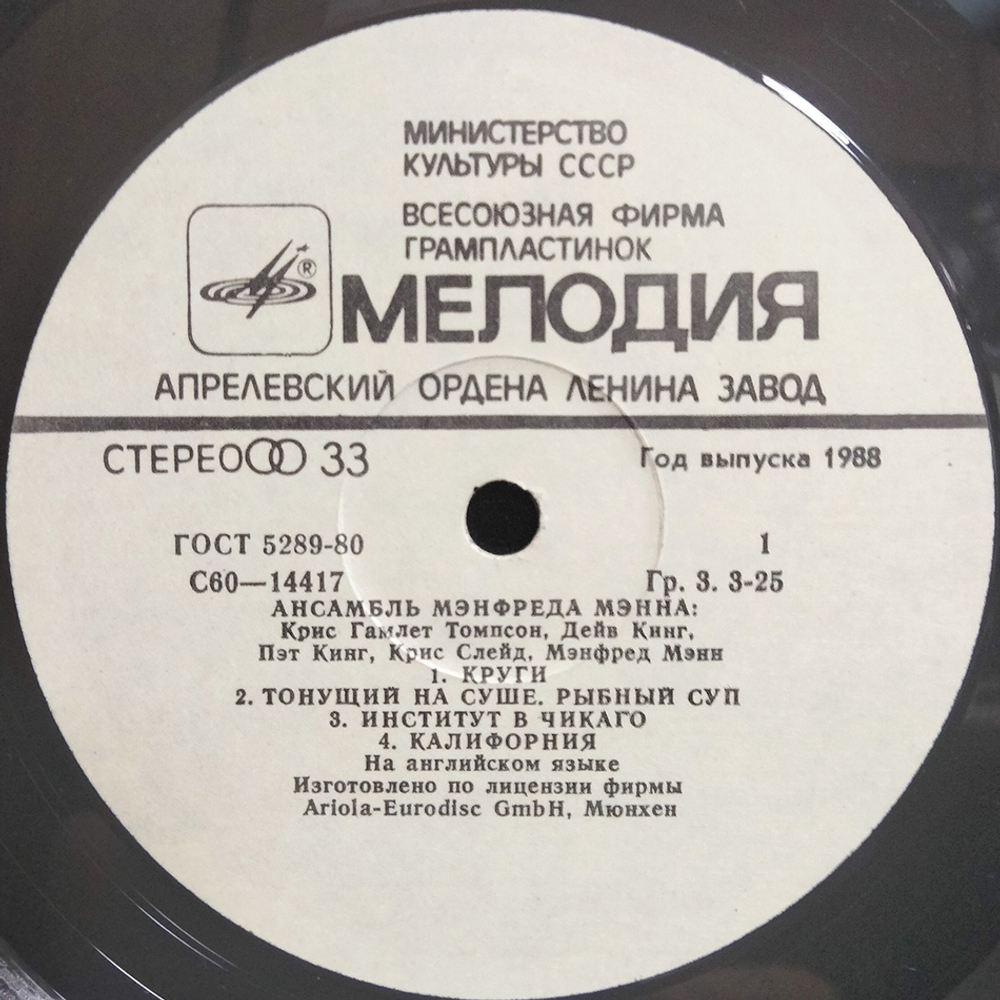 МИНИСТЕРСТВО
КУЛЬТУРЫ СССР
ВСЕСОЮЗНАЯ ФИРМА
ГРАМПЛАСТИНОК
®
МЕЛОДИЯ
АПРЕЛЕВСКИЙ ОРДЕНА ЛЕНИНА ЗАВОД
СТЕРЕО 33
Год выпуска 1988
ГОСТ 5289-80
1
С60—14417
Гр. 3. 3-25
АНСАМБЛЬ МЭНФРЕДА МЭННА:
Крис Гамлет Томпсон, Дейв Кинг,
Пэт Кинг, Крис Слейд, Мэнфред Мэнн
1. КРУГИ
2. ТОНУЩИЙ НА СУШЕ. РЫБНЫЙ СУП
3. ИНСТИТУТ В ЧИКАГО
4. КАЛИФОРНИЯ
На английском языке
Изготовлено по лицензии фирмы
Ariola-Eurodisc GmbH, Мюнхен